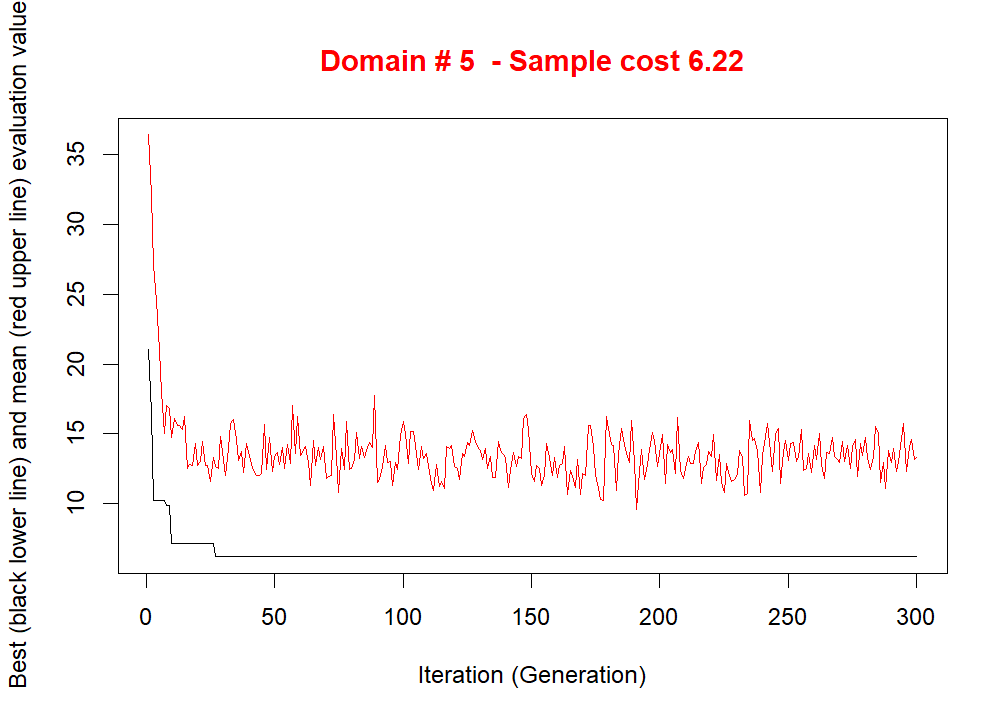 Domain # 5  - Sample cost 6.22
Best (black lower line) and mean (red upper line) evaluation value
35
30
25
20
15
10
0 50 100 150 200 250 300
Iteration (Generation)